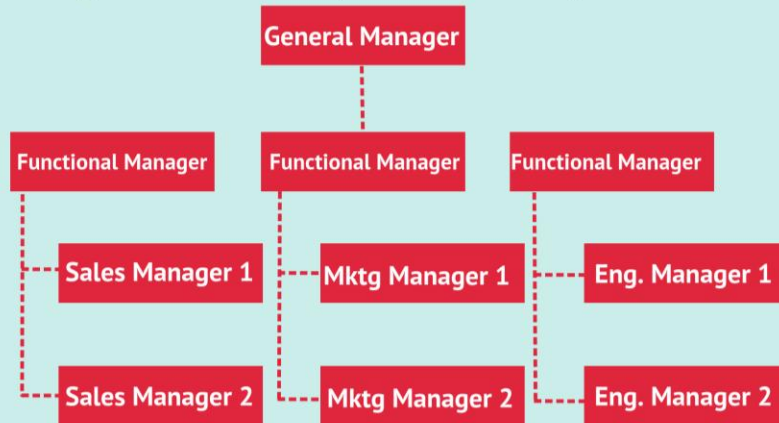 General Manager
Functional Manager
Functional Manager
Functional Manager
Sales Manager 1
Mktg Manager 1
Eng. Manager 1
Sales Manager 2
Mktg Manager 2
Eng. Manager 2